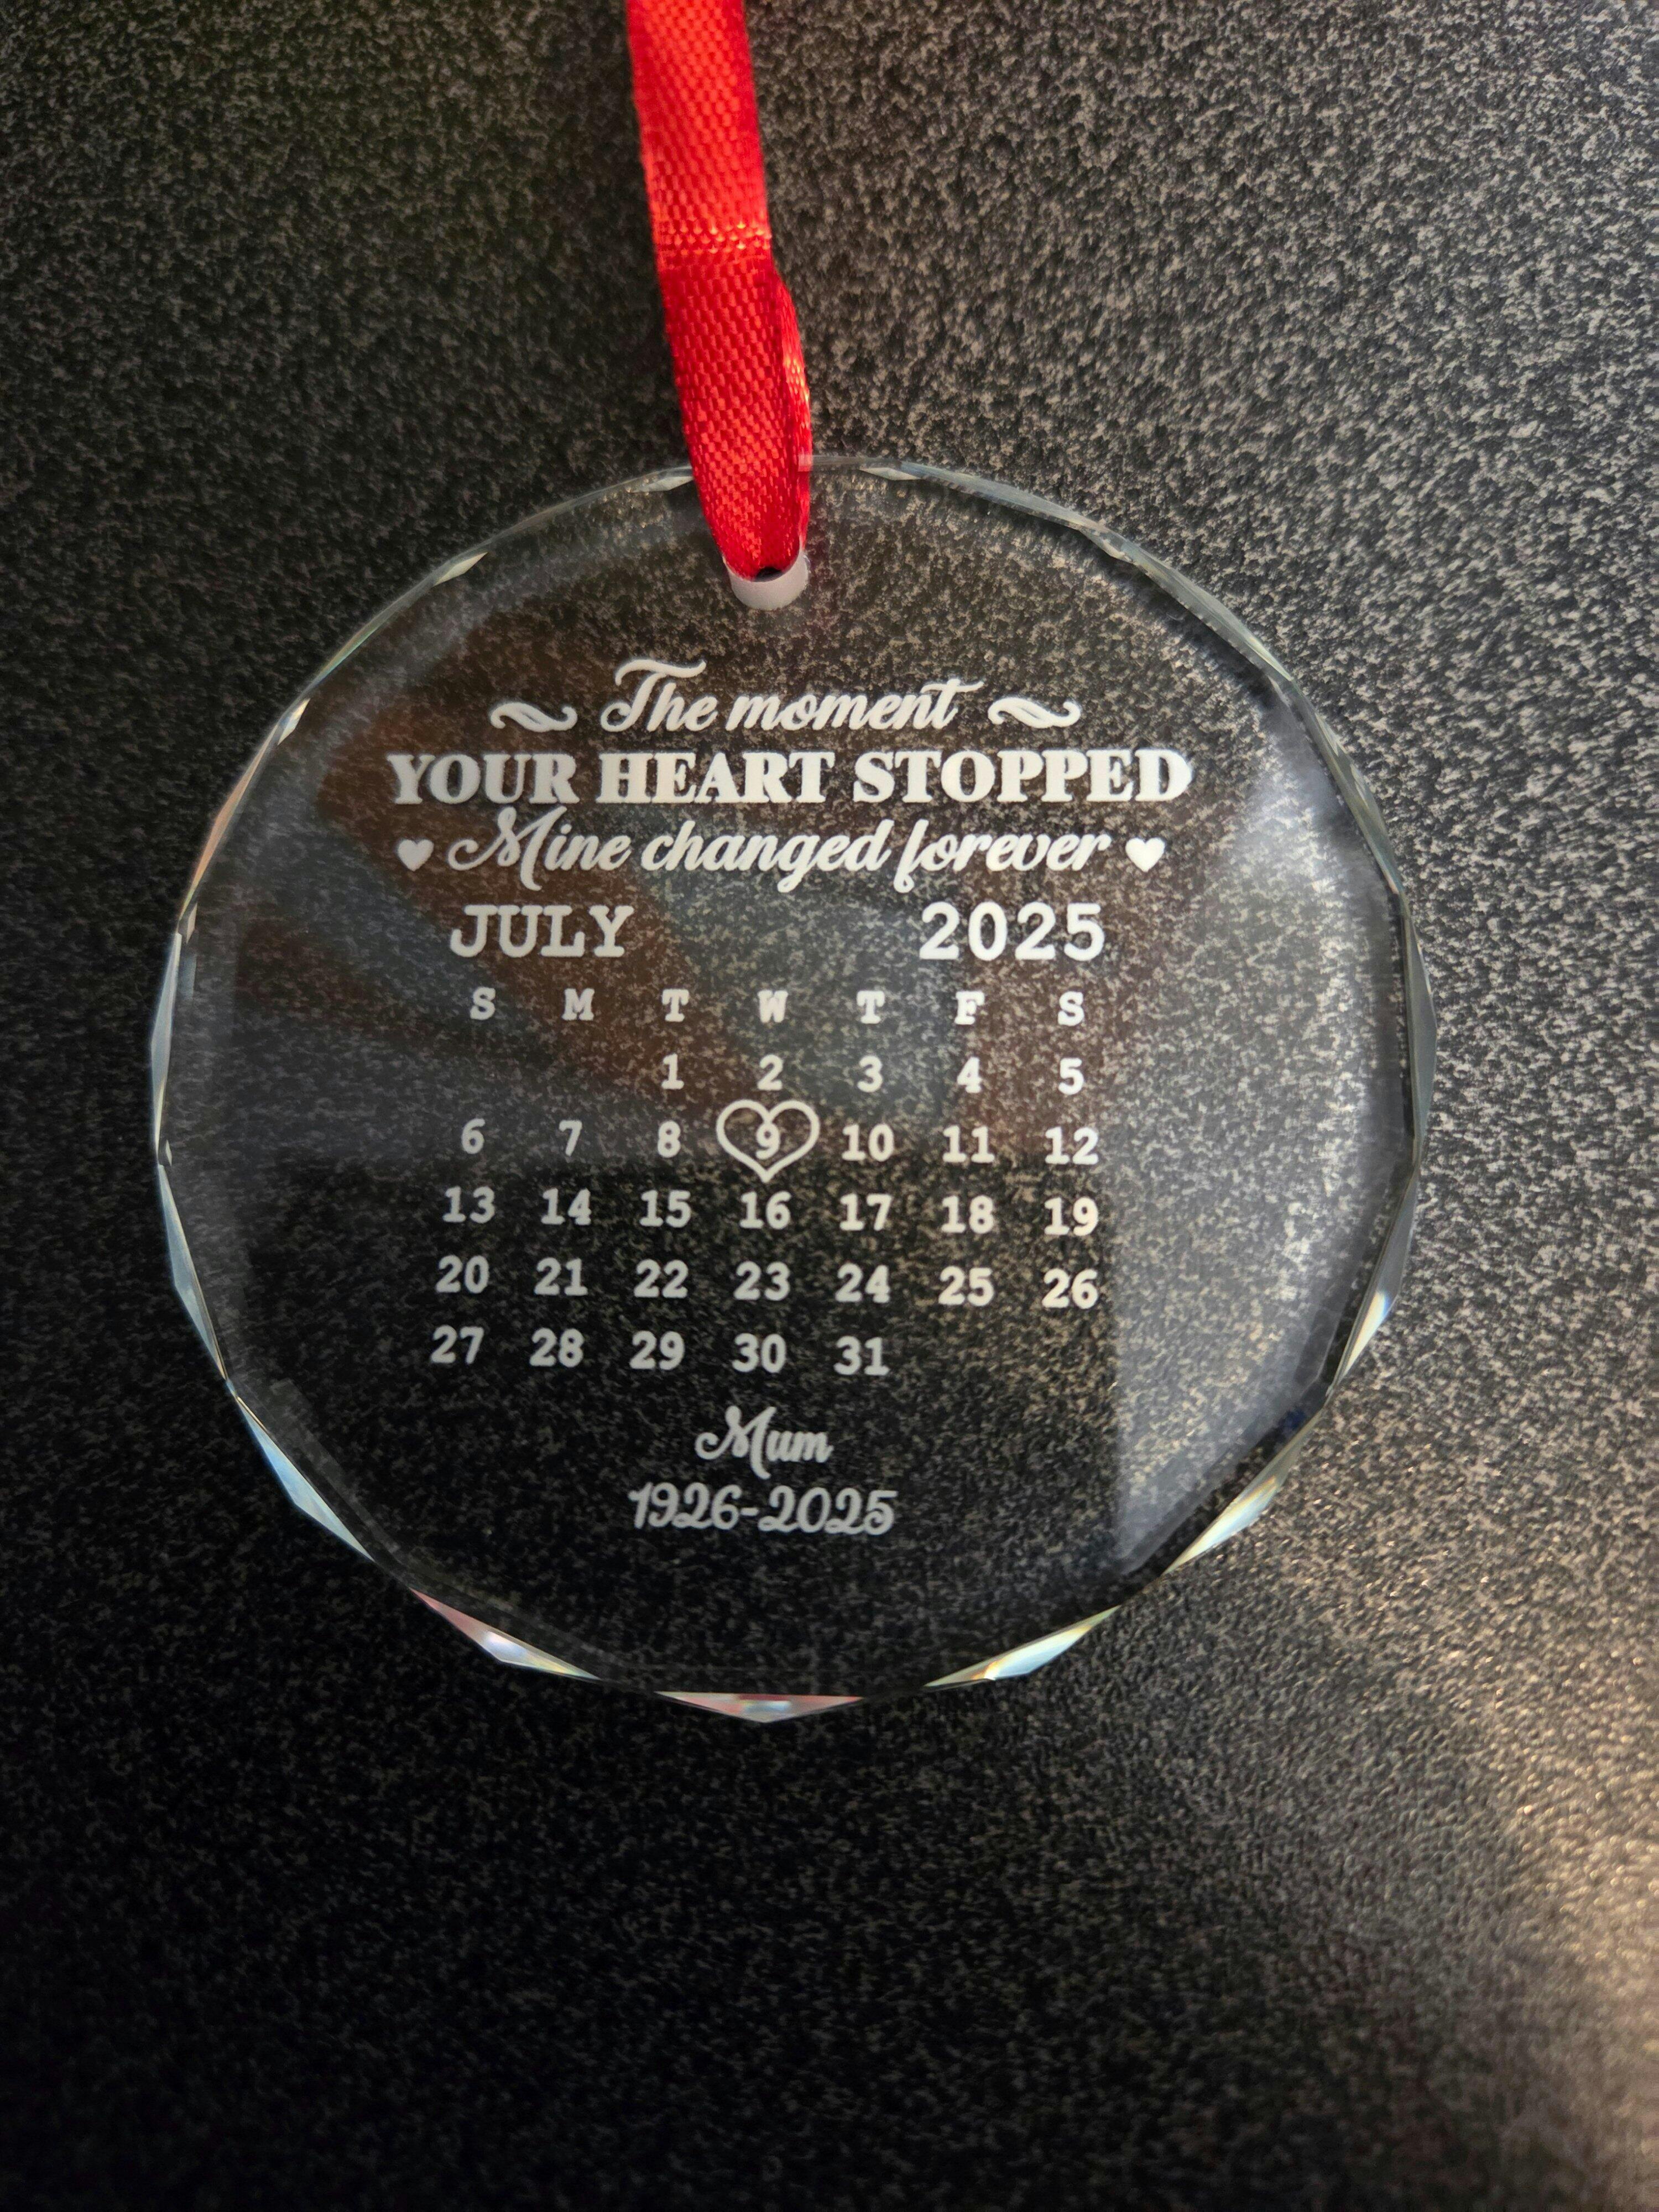 The moment
YOUR HEART STOPPED
Mine changed forever
JULY 2025
S M T W T F S
1 2 3 4 5
6 7 8 9 10 11 12
13 14 15 16 17 18 19
20 21 22 23 24 25 26
27 28 29 30 31
Mum
1926-2025